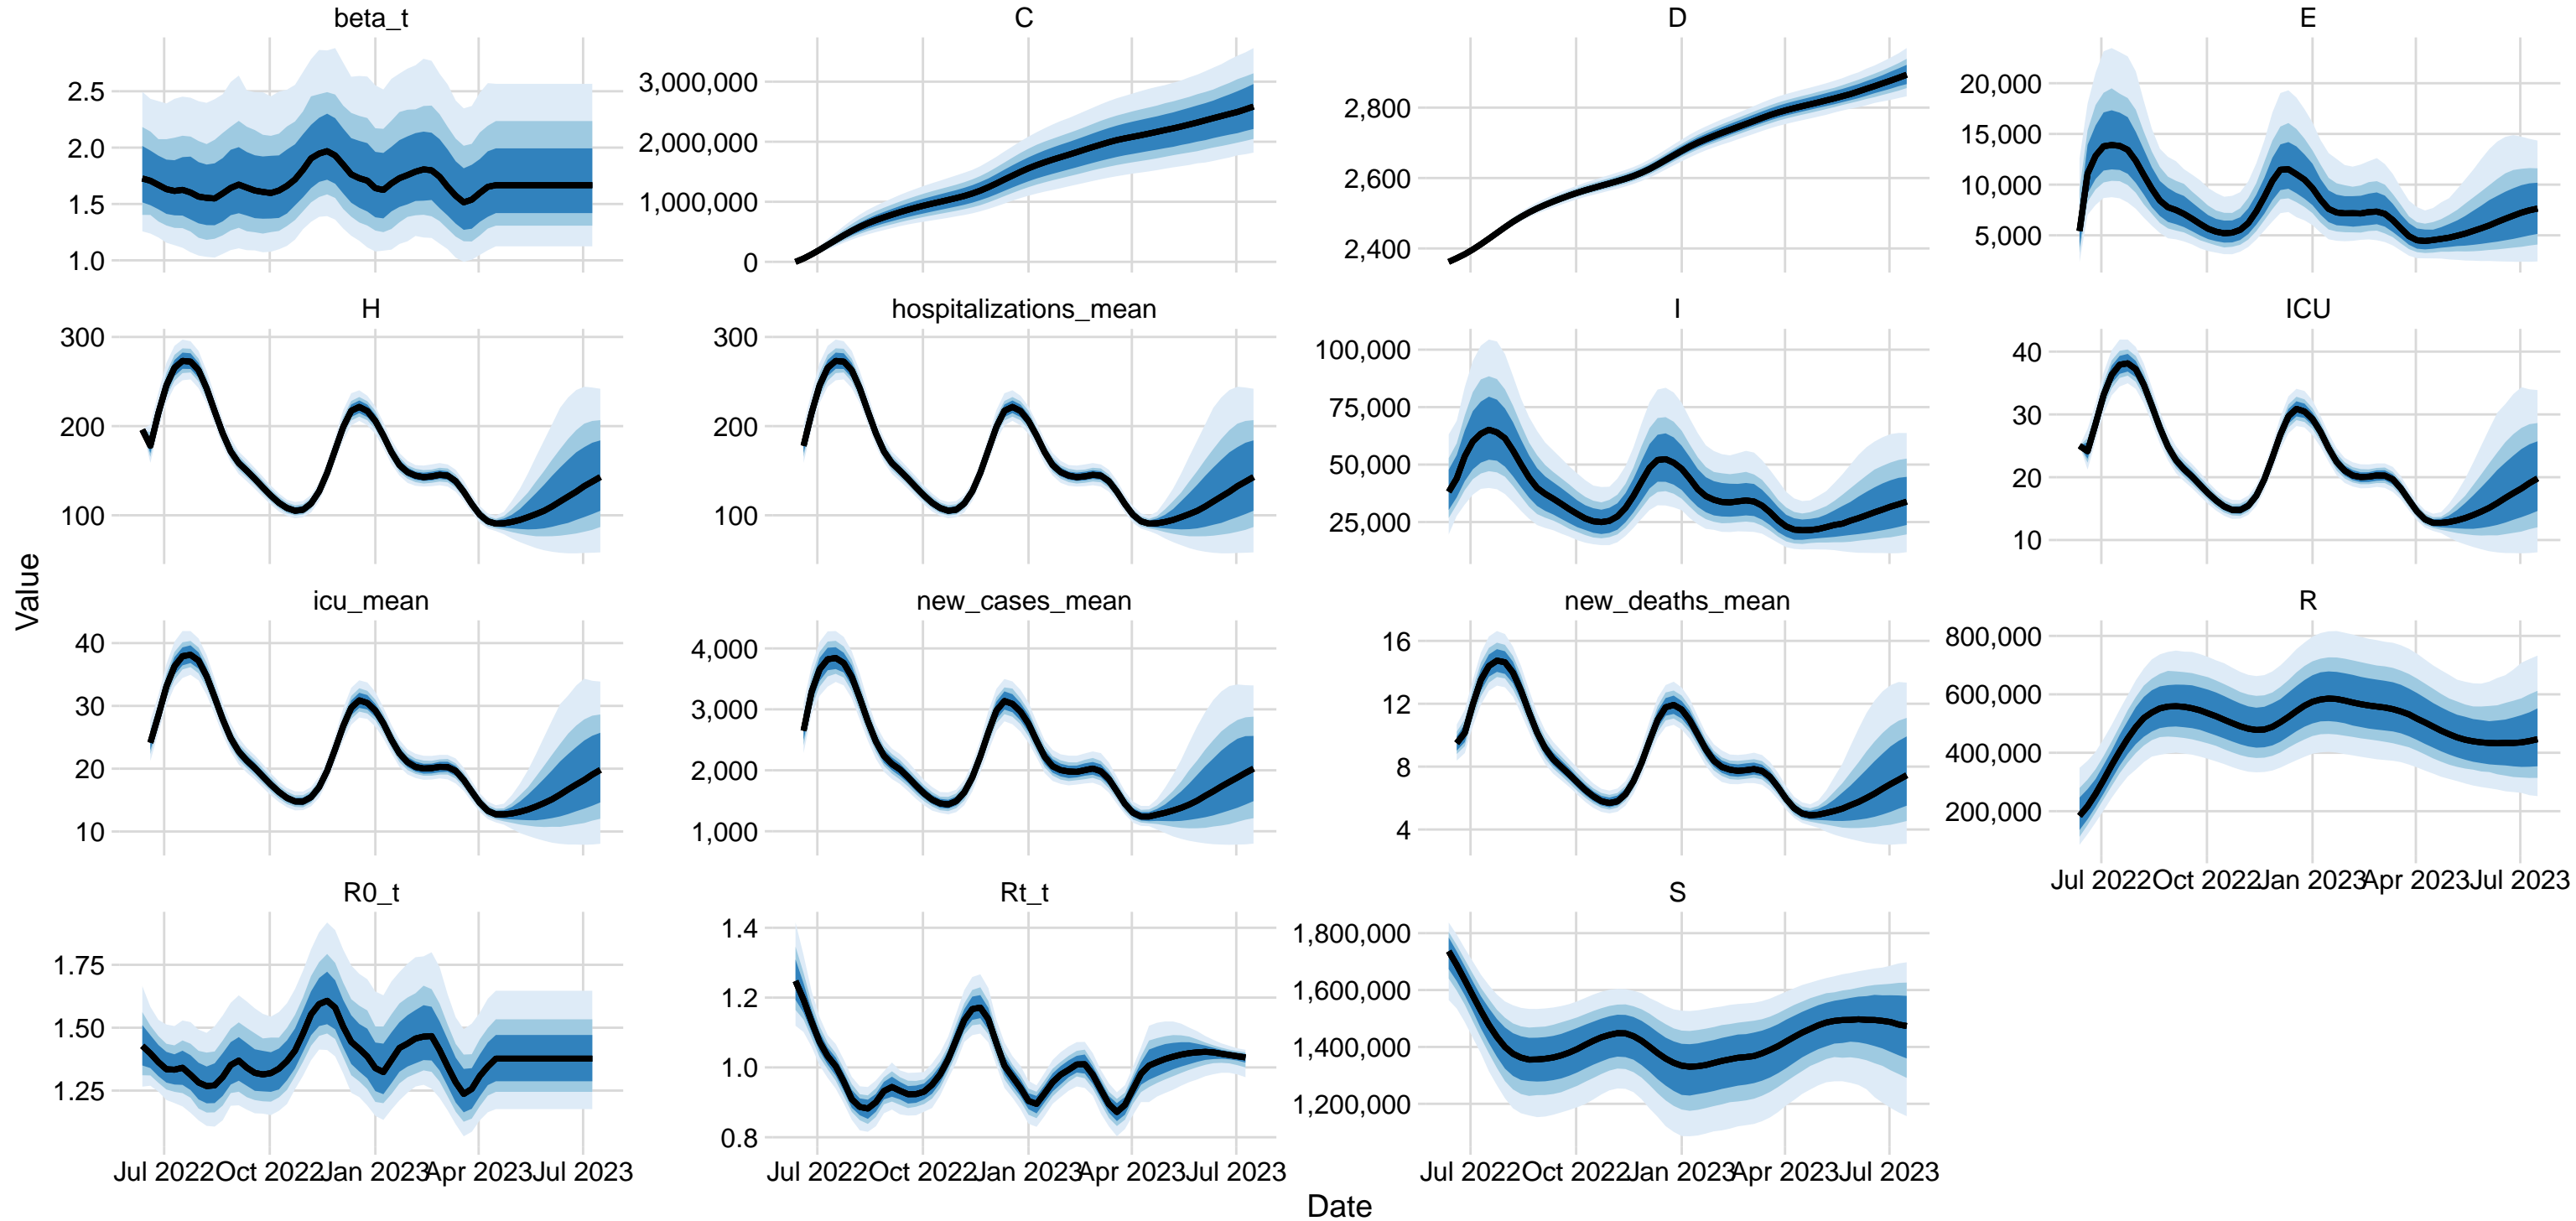 beta_t
C
D
E
2.5
2.0
1.5
1.0
3,000,000
2,000,000
1,000,000
0
2,800
2,600
2,400
20,000
15,000
10,000
5,000
H
hospitalizations_mean
I
ICU
300
200
100
300
200
100
100,000
75,000
50,000
25,000
40
30
20
10
Value
icu_mean
new_cases_mean
new_deaths_mean
R
40
30
20
10
4,000
3,000
2,000
1,000
16
12
8
4
800,000
600,000
400,000
200,000
Jul 2022 Oct 2022 Jan 2023 Apr 2023 Jul 2023
R0_t
Rt_t
S
1.75
1.50
1.25
1.4
1.2
1.0
0.8
1,800,000
1,600,000
1,400,000
1,200,000
Jul 2022 Oct 2022 Jan 2023 Apr 2023 Jul 2023
Jul 2022 Oct 2022 Jan 2023 Apr 2023 Jul 2023
Jul 2022 Oct 2022 Jan 2023 Apr 2023 Jul 2023
Date